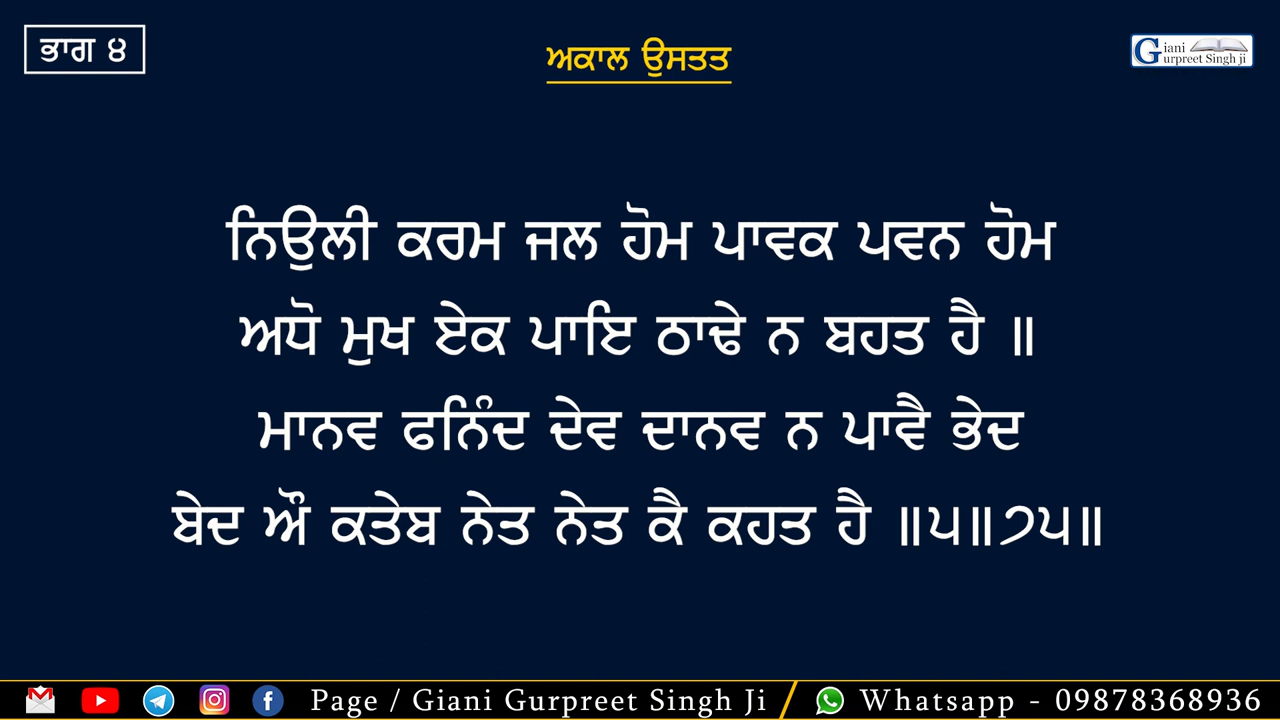 ਭਾਗ ੪
ਅਕਾਲ ਉਸਤਤ
Giani Gurpreet Singh ji
ਨਿਉਲੀ ਕਰਮ ਜਲ ਹੋਮ ਪਾਵਕ ਪਵਨ ਹੋਮ
ਅਧੋ ਮੁਖ ਏਕ ਪਾਇ ਠਾਢੇ ਨ ਬਹਤ ਹੈ ॥
ਮਾਨਵ ਫਨਿੰਦ ਦੇਵ ਦਾਨਵ ਨ ਪਾਵੈ ਭੇਦ
ਬੇਦ ਔ ਕਤੇਬ ਨੇਤ ਨੇਤ ਕੈ ਕਹਤ ਹੈ ॥੫॥੭੫॥
Page / Giani Gurpreet Singh Ji / Whatsapp - 09878368936